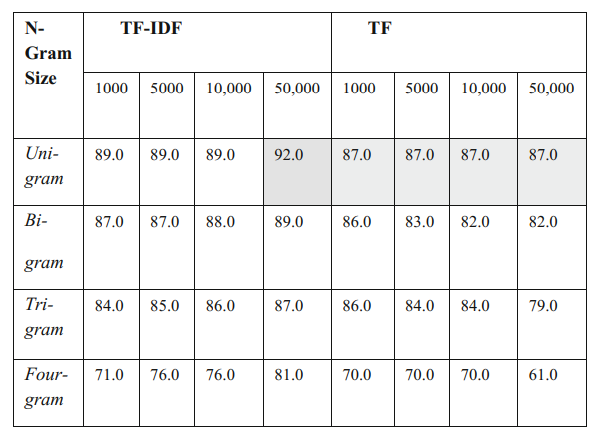 N- TF-IDF TF
Gram
Size
1000 5000 10,000 50,000 1000 5000 10,000 50,000
Uni- 89.0 89.0 89.0 92.0 87.0 87.0 87.0 87.0
gram
Bi- 87.0 87.0 88.0 89.0 86.0 83.0 82.0 82.0
gram
Tri- 84.0 85.0 86.0 87.0 86.0 84.0 84.0 79.0
gram
Four- 71.0 76.0 76.0 81.0 70.0 70.0 70.0 61.0
gram